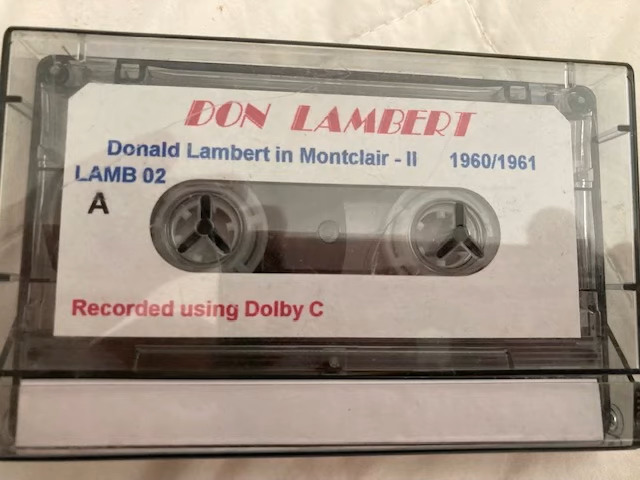 DON LAMBERT
Donald Lambert in Montclair - II 1960/1961
LAMB 02
A
Recorded using Dolby C